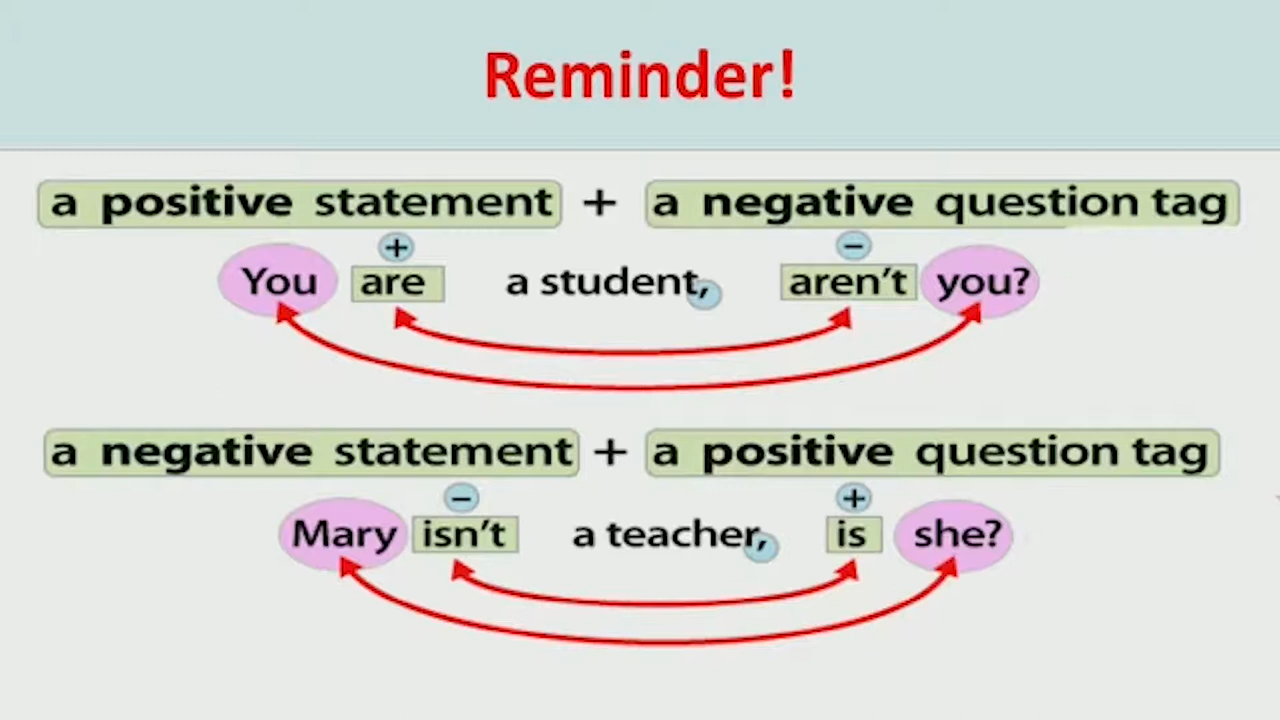 Reminder!
a positive statement + a negative question tag
+ −
You are a student, aren't you?
a negative statement + a positive question tag
− +
Mary isn't a teacher, is she?